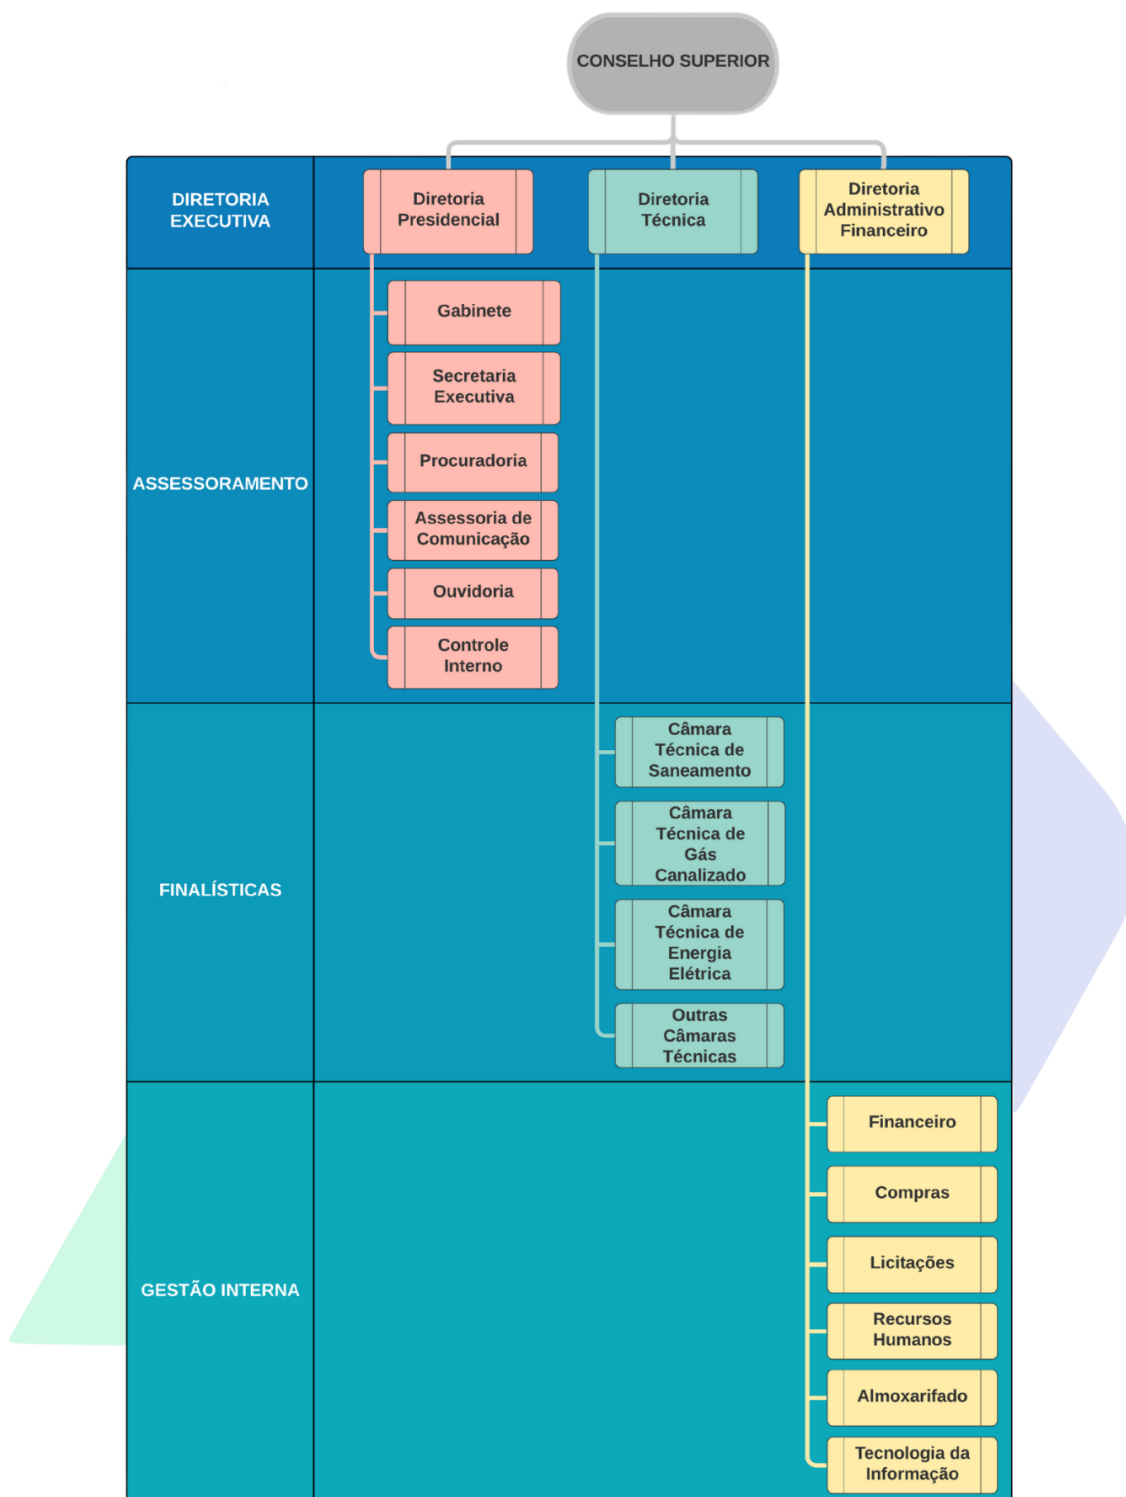 CONSELHO SUPERIOR
DIRETORIA
EXECUTIVA
Diretoria
Presidencial
Diretoria
Técnica
Diretoria
Administrativo
Financeiro
ASSESSORAMENTO
Gabinete
Secretaria
Executiva
Procuradoria
Assessoria de
Comunicação
Ouvidoria
Controle
Interno
FINALÍSTICAS
Câmara
Técnica de
Saneamento
Câmara
Técnica de
Gás
Canalizado
Câmara
Técnica de
Energia
Elétrica
Outras
Câmaras
Técnicas
GESTÃO INTERNA
Financeiro
Compras
Licitações
Recursos
Humanos
Almoxarifado
Tecnologia da
Informação